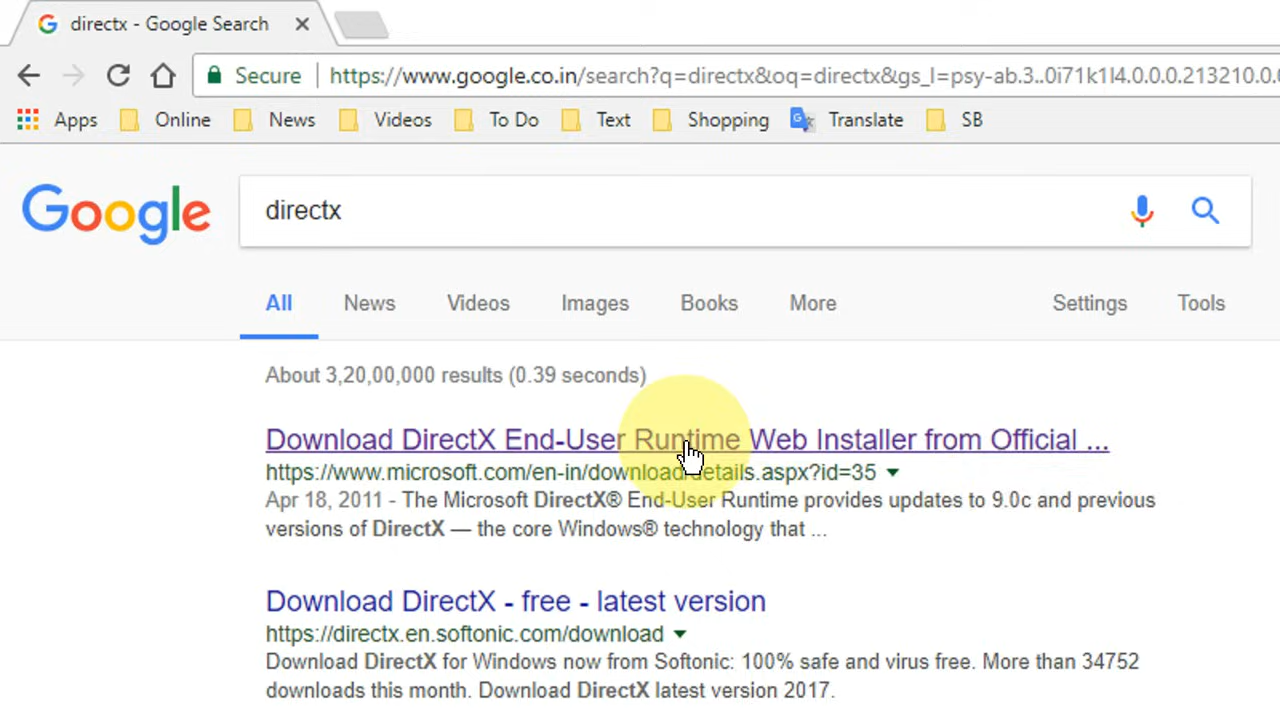 directx - Google Search
Secure https://www.google.co.in/search?q=directx&oq=directx&gs_l=psy-ab.3..0i71k1l4.0.0.0.213210.0.0
Apps Online News Videos To Do Text Shopping Translate SB
Google directx
All News Videos Images Books More Settings Tools
About 3,20,00,000 results (0.39 seconds)
Download DirectX End-User Runtime Web Installer from Official ...
https://www.microsoft.com/en-in/download/details.aspx?id=35
Apr 18, 2011 - The Microsoft DirectX® End-User Runtime provides updates to 9.0c and previous
versions of DirectX — the core Windows® technology that ...
Download DirectX - free - latest version
https://directx.en.softonic.com/download
Download DirectX for Windows now from Softonic: 100% safe and virus free. More than 34752
downloads this month. Download DirectX latest version 2017.